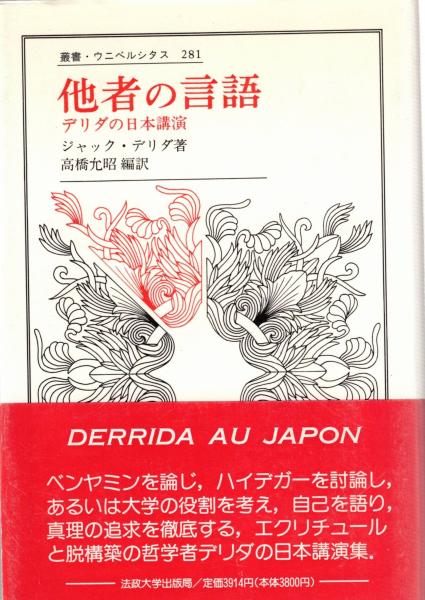 叢書・ウニベルシタス 281
他者の言語
デリダの日本講演
ジャック・デリダ著
高橋允昭 編訳
DERRIDA AU JAPON
ベンヤミンを論じ，ハイデガーを討論し，
あるいは大学の役割を考え，自己を語り，
真理の追求を徹底する，エクリチュール
と脱構築の哲学者デリダの日本講演集．
法政大学出版局／定価3914円（本体3800円）